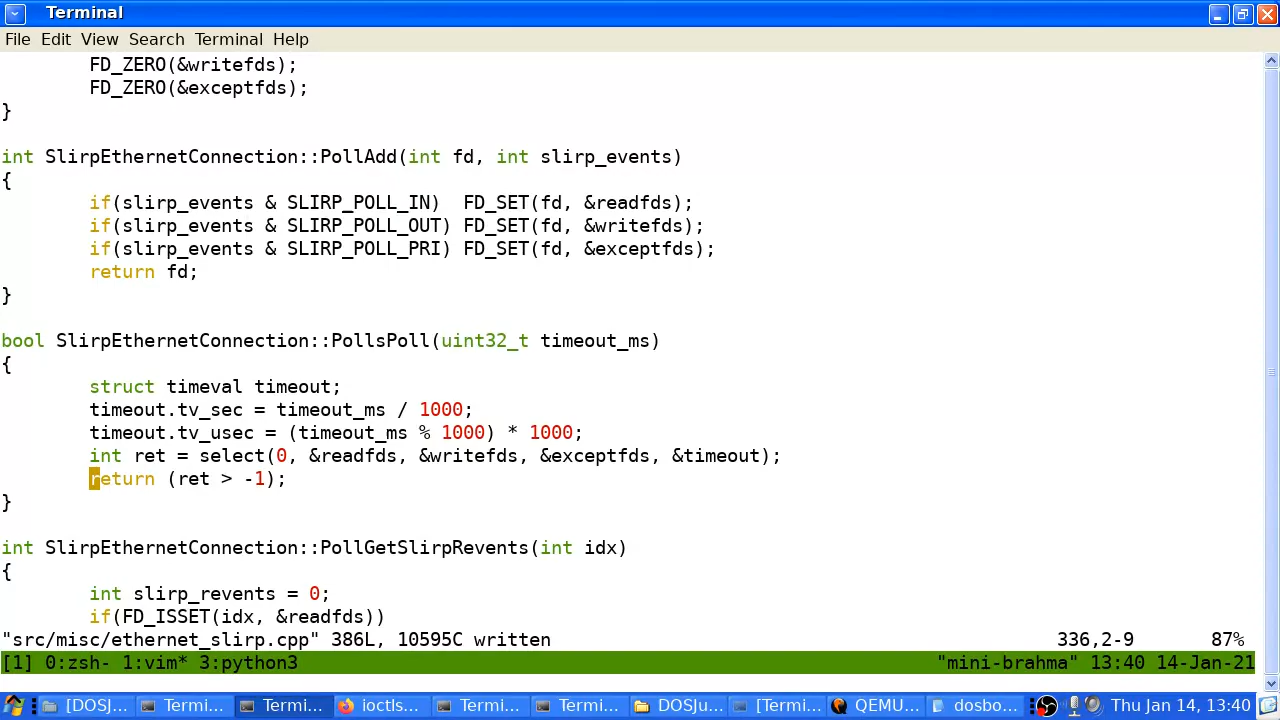 Terminal
File Edit View Search Terminal Help
        FD_ZERO(&writefds);
        FD_ZERO(&exceptfds);
}
int SlirpEthernetConnection::PollAdd(int fd, int slirp_events)
{
        if(slirp_events & SLIRP_POLL_IN)  FD_SET(fd, &readfds);
        if(slirp_events & SLIRP_POLL_OUT) FD_SET(fd, &writefds);
        if(slirp_events & SLIRP_POLL_PRI) FD_SET(fd, &exceptfds);
        return fd;
}
bool SlirpEthernetConnection::PollsPoll(uint32_t timeout_ms)
{
        struct timeval timeout;
        timeout.tv_sec = timeout_ms / 1000;
        timeout.tv_usec = (timeout_ms % 1000) * 1000;
        int ret = select(0, &readfds, &writefds, &exceptfds, &timeout);
        return (ret > -1);
}
int SlirpEthernetConnection::PollGetSlirpRevents(int idx)
{
        int slirp_revents = 0;
        if(FD_ISSET(idx, &readfds))
"src/misc/ethernet_slirp.cpp" 386L, 10595C written 336,2-9 87%
[1] 0:zsh- 1:vim* 3:python3 "mini-brahma" 13:40 14-Jan-21
[DOSJ... Termi... Termi... ioctls... Termi... Termi... DOSJu... [Termi... QEMU... dosbo... Thu Jan 14, 13:40